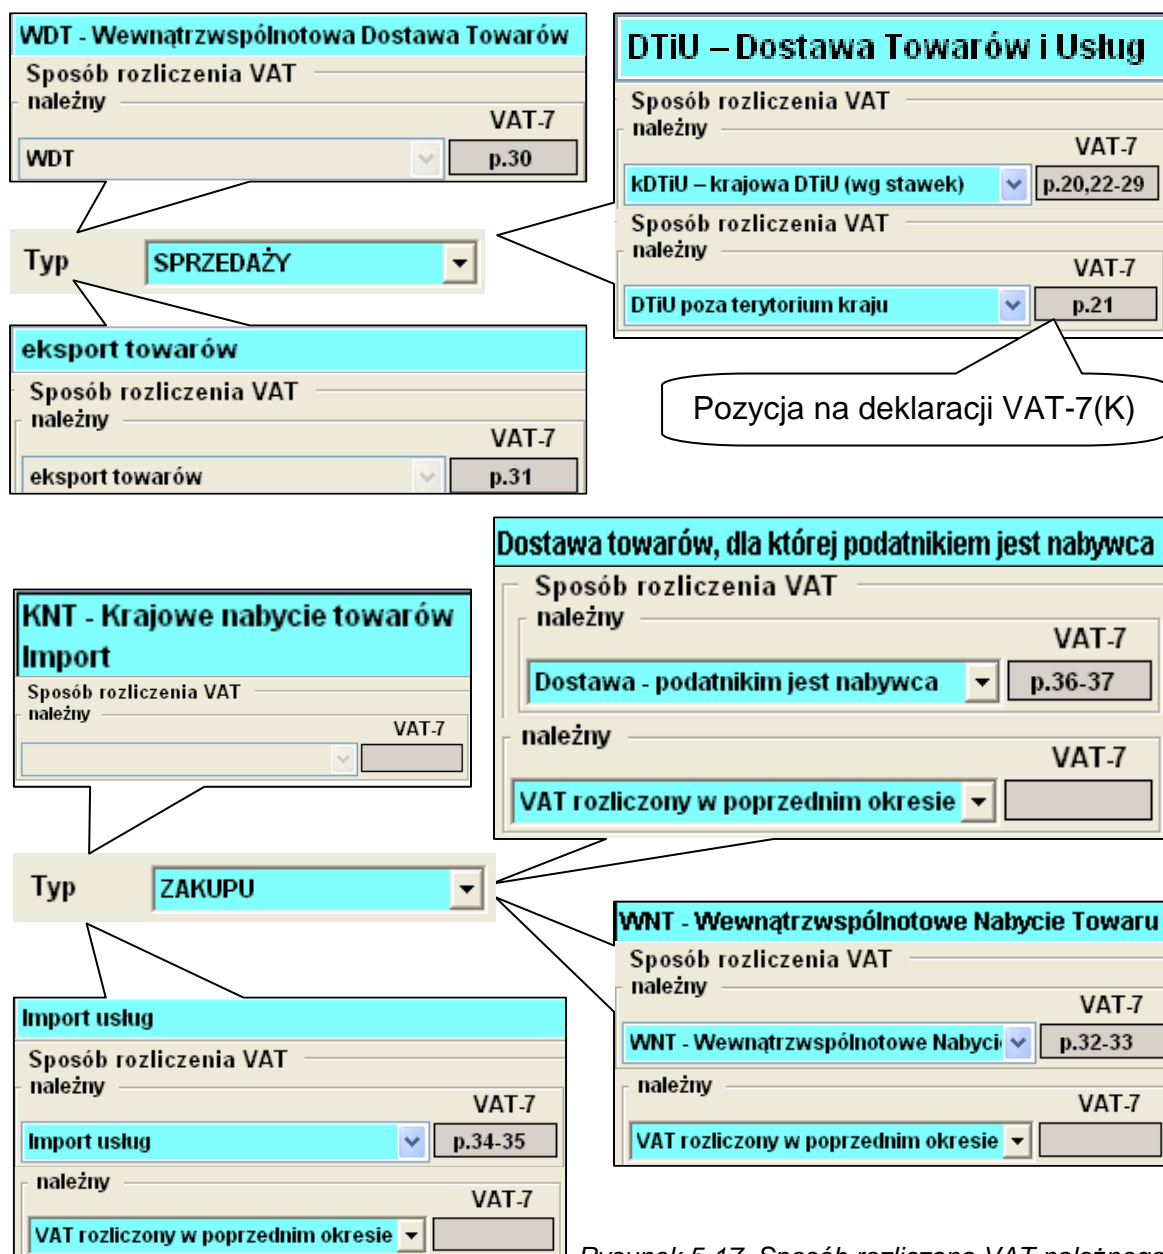 WDT - Wewnątrzwspólnotowa Dostawa Towarów
Sposób rozliczenia VAT
należny
VAT-7
WDT
p.30
DTiU – Dostawa Towarów i Usług
Sposób rozliczenia VAT
należny
VAT-7
kDTiU – krajowa DTiU (wg stawek)
p.20,22-29
Sposób rozliczenia VAT
należny
VAT-7
DTiU poza terytorium kraju
p.21
Typ
SPRZEDAŻY
eksport towarów
Sposób rozliczenia VAT
należny
VAT-7
eksport towarów
p.31
Pozycja na deklaracji VAT-7(K)
Dostawa towarów, dla której podatnikiem jest nabywca
Sposób rozliczenia VAT
należny
VAT-7
Dostawa - podatnikim jest nabywca
p.36-37
należny
VAT-7
VAT rozliczony w poprzednim okresie
KNT - Krajowe nabycie towarów
Import
Sposób rozliczenia VAT
należny
VAT-7
Typ
ZAKUPU
WNT - Wewnątrzwspólnotowe Nabycie Towaru
Sposób rozliczenia VAT
należny
VAT-7
WNT - Wewnątrzwspólnotowe Nabyci
p.32-33
należny
VAT-7
VAT rozliczony w poprzednim okresie
Import usług
Sposób rozliczenia VAT
należny
VAT-7
Import usług
p.34-35
należny
VAT-7
VAT rozliczony w poprzednim okresie